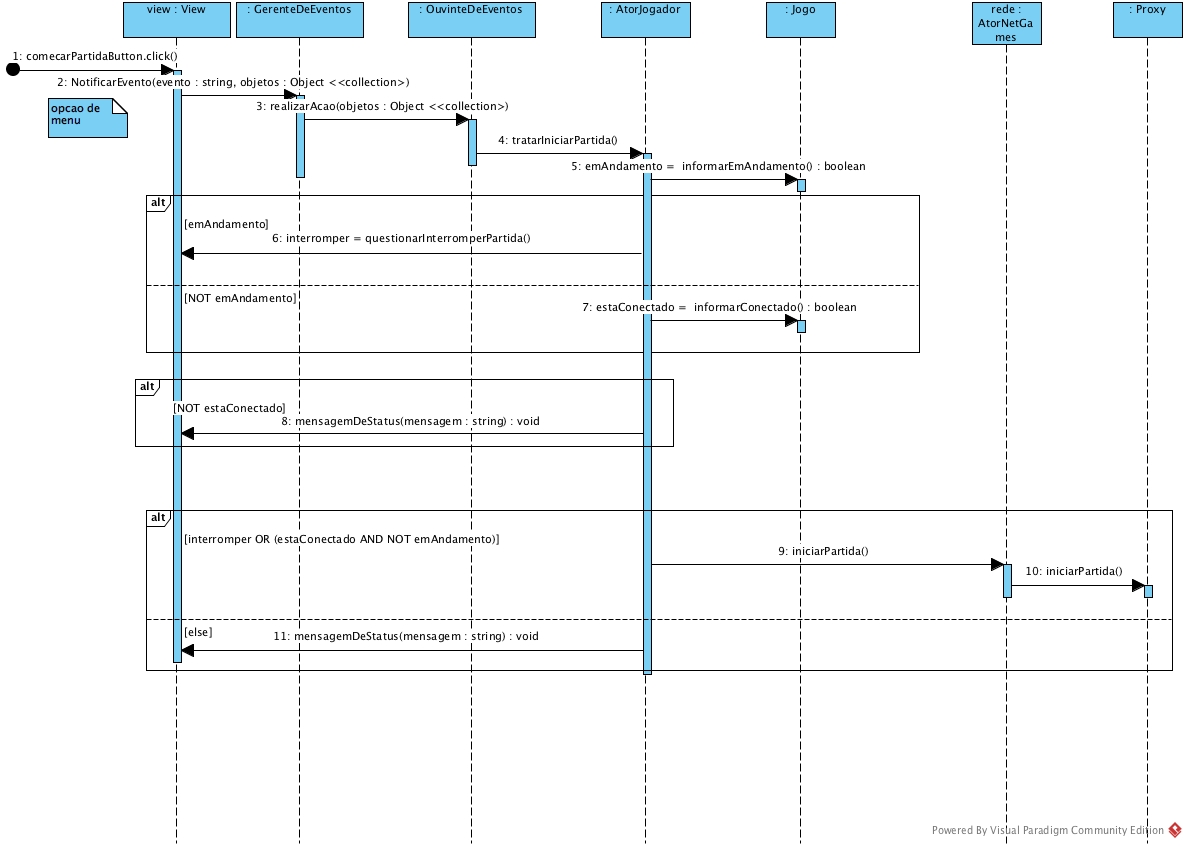 view : View
: GerenteDeEventos
: OuvinteDeEventos
: AtorJogador
: Jogo
rede :
AtorNetGa
mes
: Proxy
1: comecarPartidaButton.click()
2: NotificarEvento(evento : string, objetos : Object <<collection>)
opcao de
menu
3: realizarAcao(objetos : Object <<collection>)
4: tratarIniciarPartida()
5: emAndamento = informarEmAndamento() : boolean
alt
[emAndamento]
6: interromper = questionarInterromperPartida()
[NOT emAndamento]
7: estaConectado = informarConectado() : boolean
alt
[NOT estaConectado]
8: mensagemDeStatus(mensagem : string) : void
alt
[interromper OR (estaConectado AND NOT emAndamento)]
9: iniciarPartida()
10: iniciarPartida()
[else]
11: mensagemDeStatus(mensagem : string) : void
Powered By Visual Paradigm Community Edition